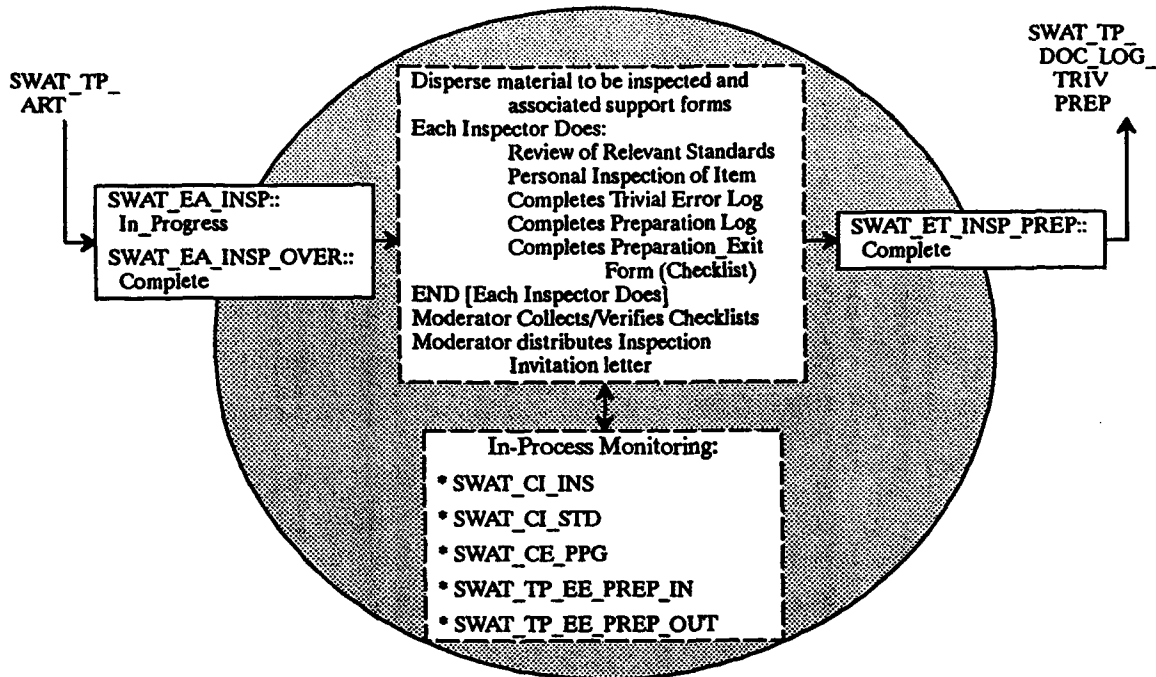 SWAT_TP_
ART
SWAT_EA_INSP::
In_Progress
SWAT_EA_INSP_OVER::
Complete
Disperse material to be inspected and
associated support forms
Each Inspector Does:
Review of Relevant Standards
Personal Inspection of Item
Completes Trivial Error Log
Completes Preparation Log
Completes Preparation_Exit
Form (Checklist)
END [Each Inspector Does]
Moderator Collects/Verifies Checklists
Moderator distributes Inspection
Invitation letter
SWAT_ET_INSP_PREP::
Complete
SWAT_TP_
DOC_LOG_
TRIV
PREP
In-Process Monitoring:
* SWAT_CI_INS
* SWAT_CI_STD
* SWAT_CE_PPG
* SWAT_TP_EE_PREP_IN
* SWAT_TP_EE_PREP_OUT